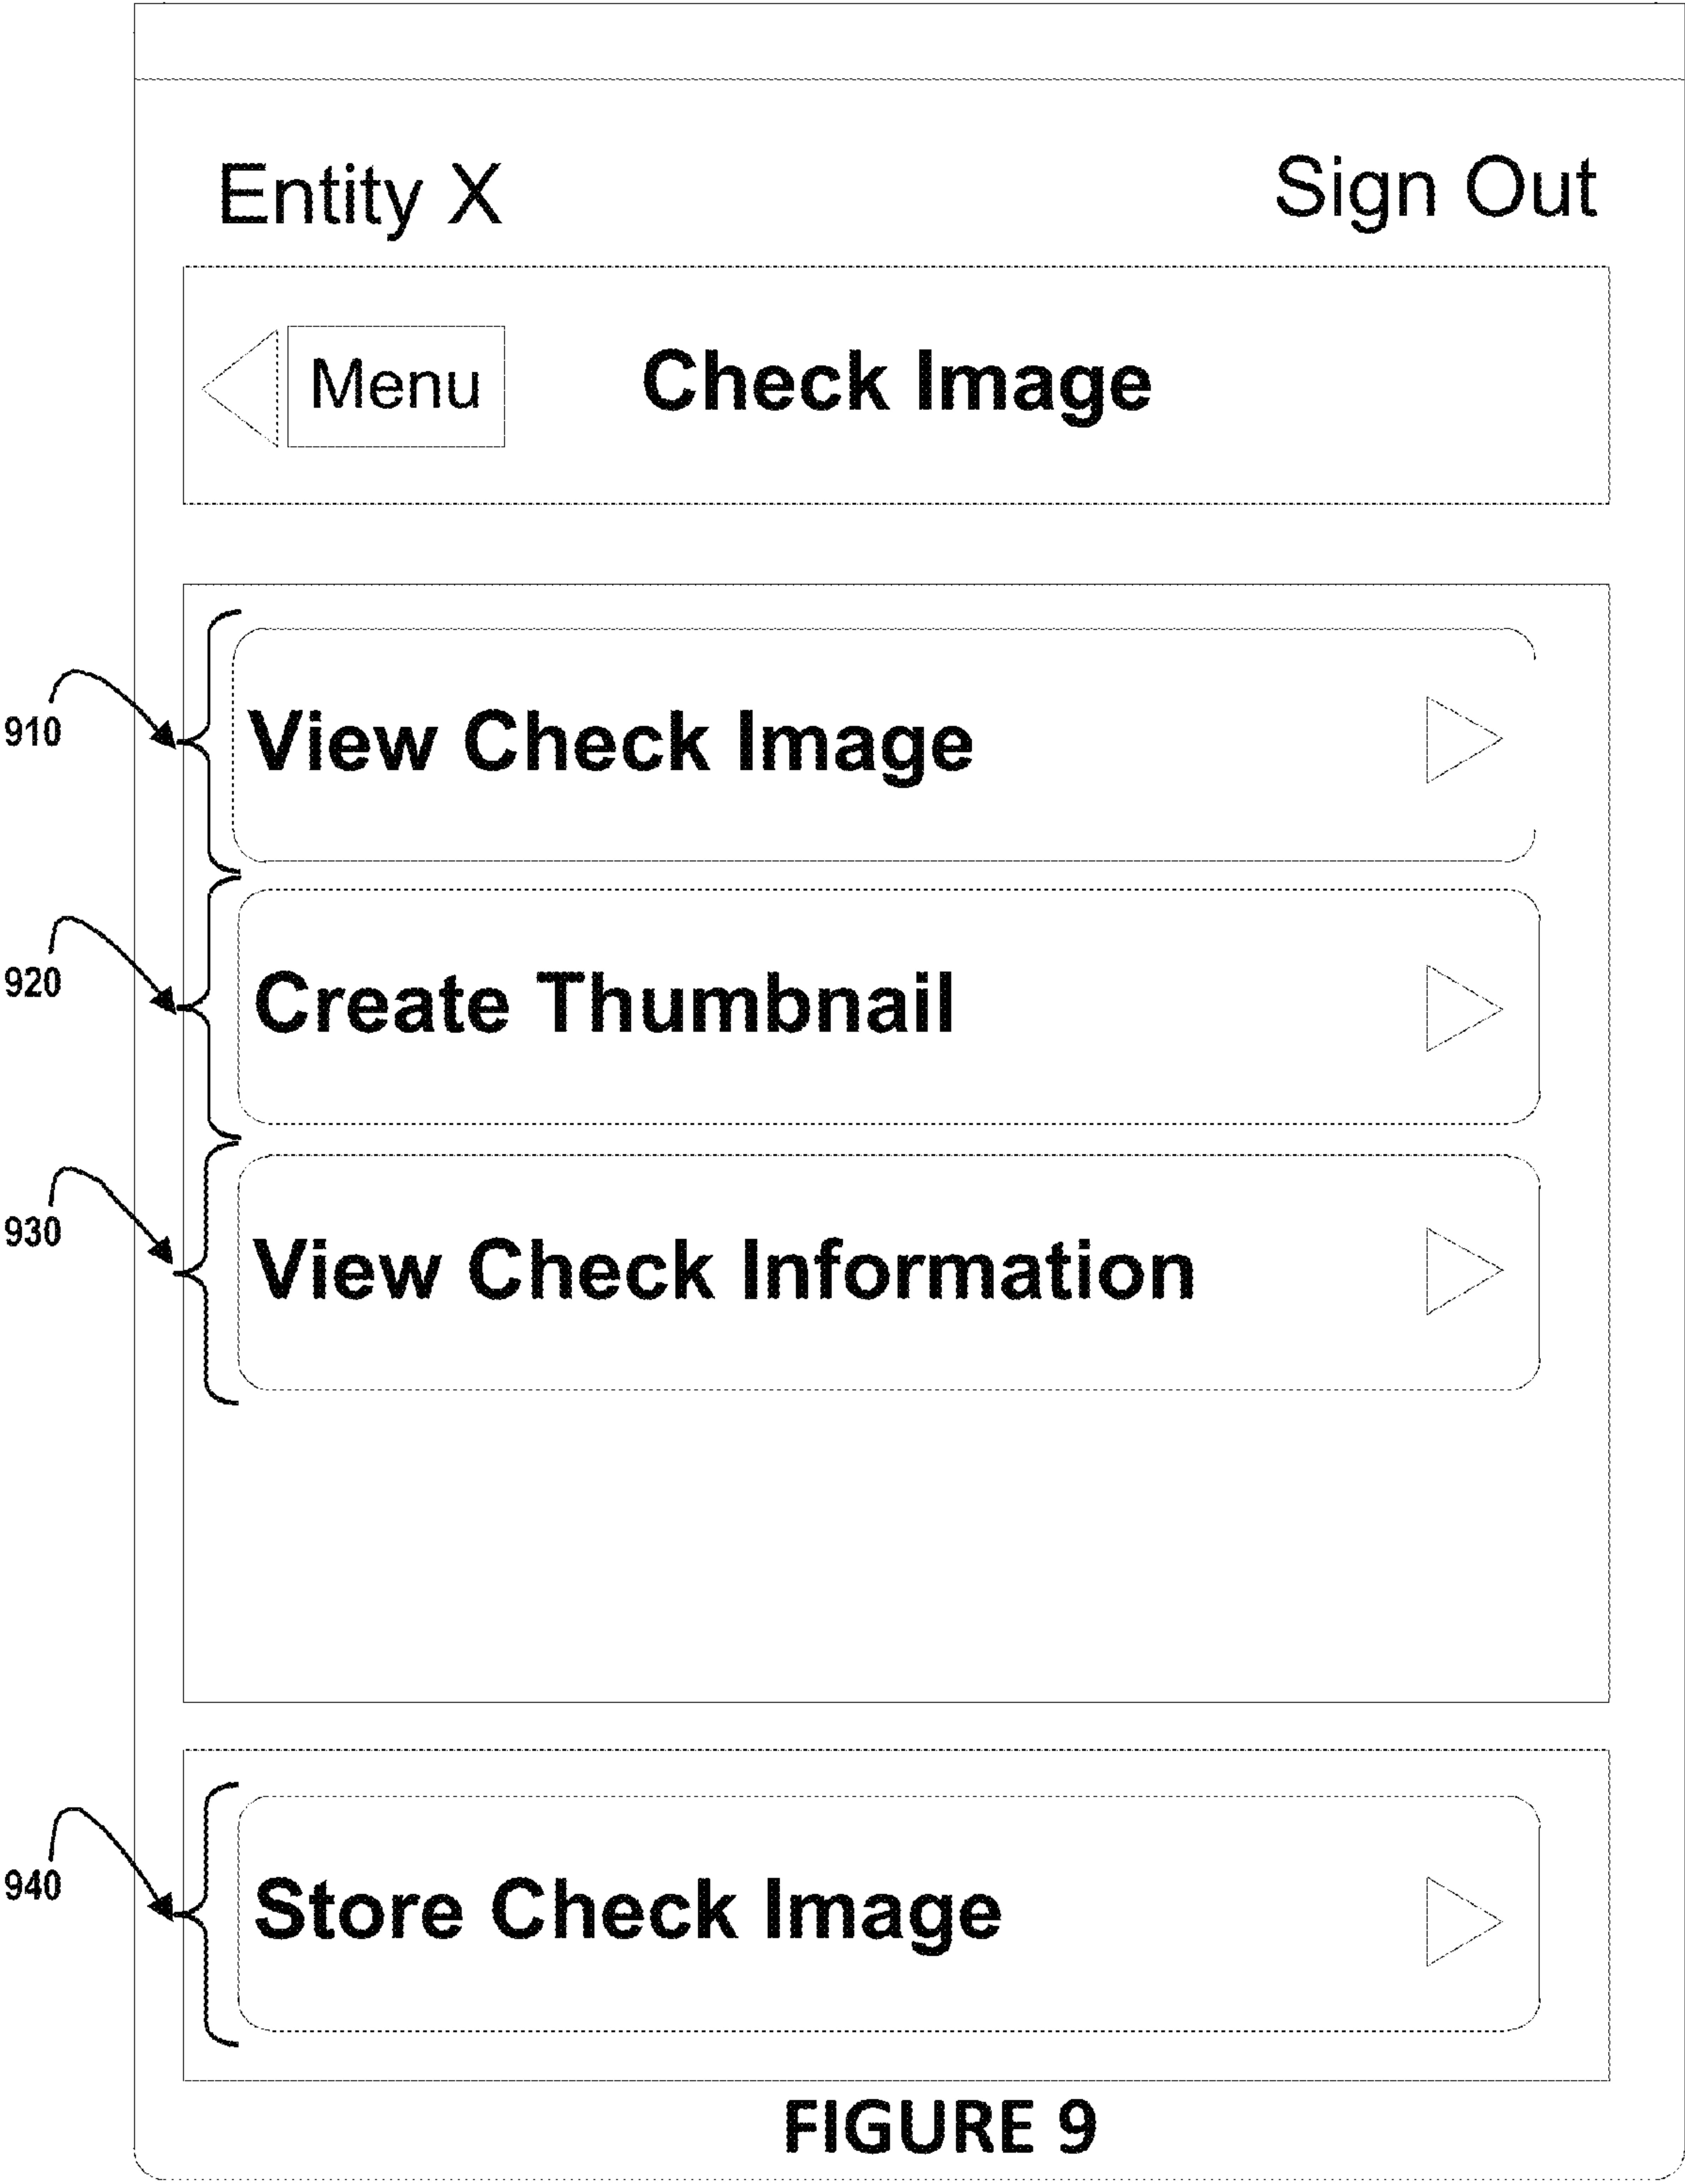 Entity X Sign Out
Menu Check Image
910 View Check Image
920 Create Thumbnail
930 View Check Information
940 Store Check Image
FIGURE 9